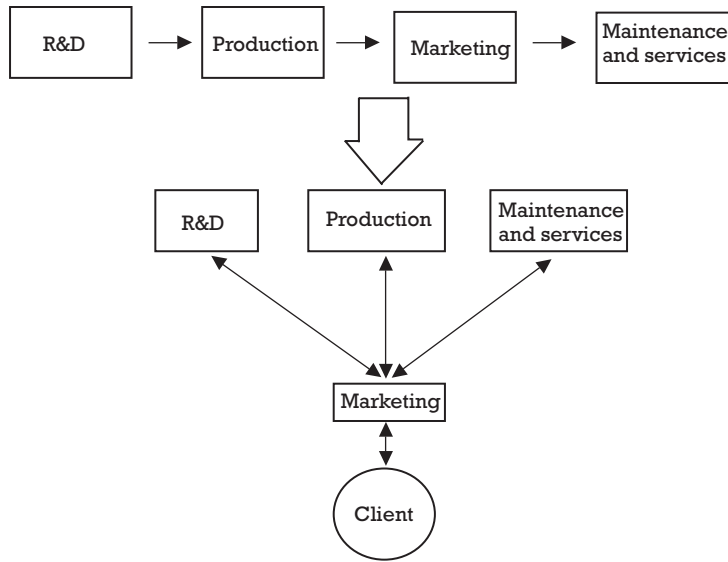 R&D
Production
Marketing
Maintenance
and services
R&D
Production
Maintenance
and services
Marketing
Client